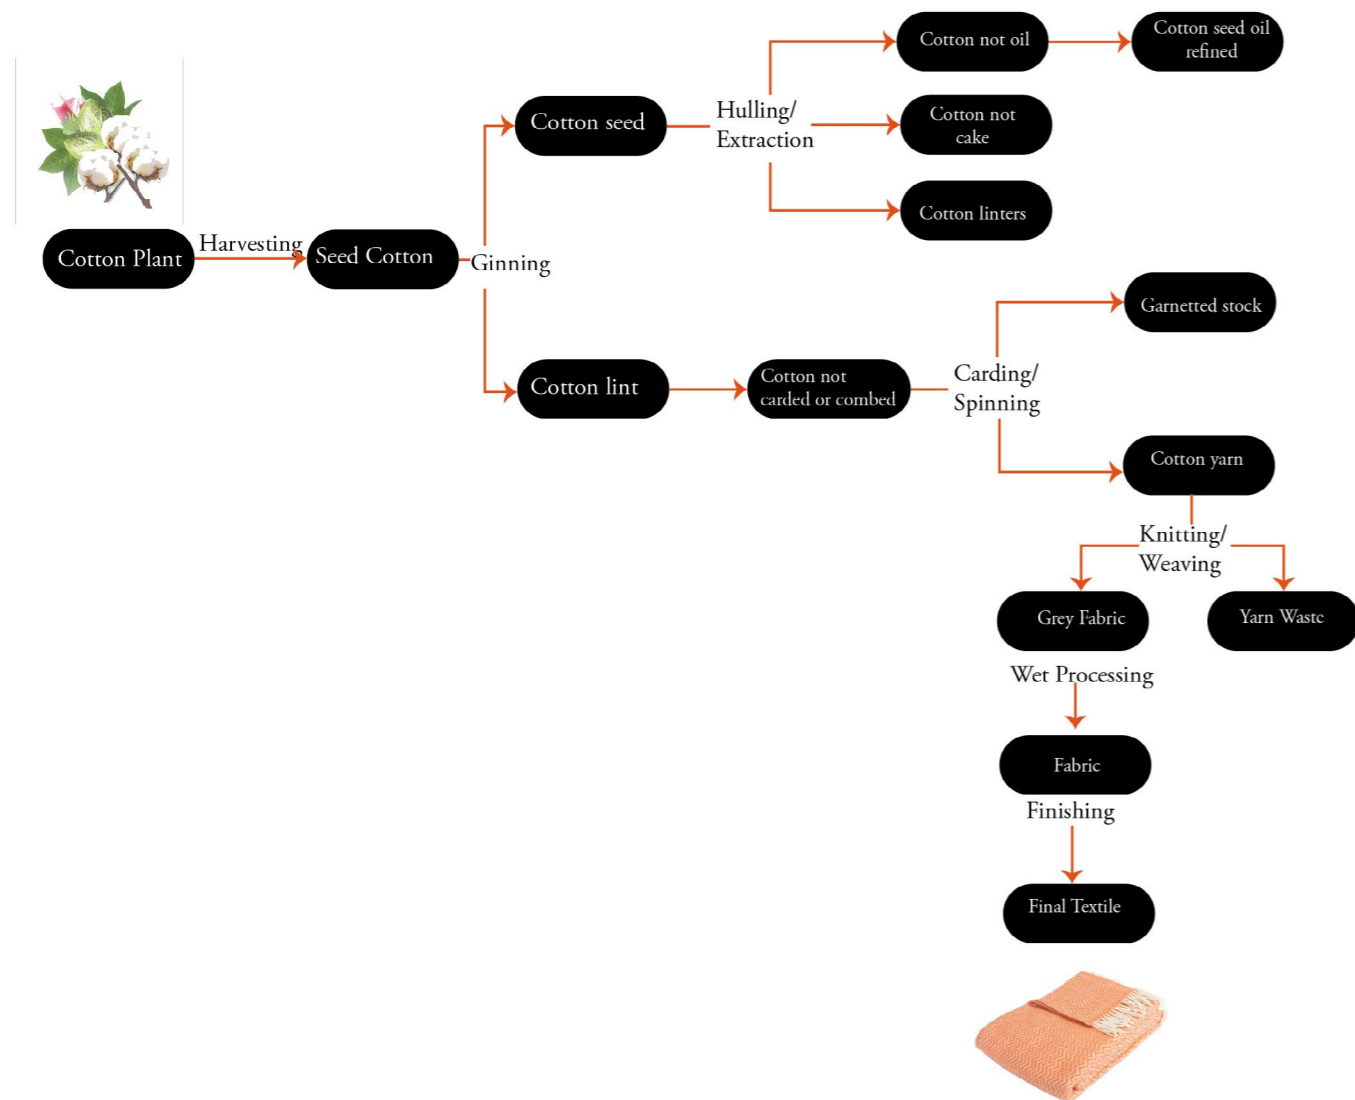 Cotton not oil
Cotton seed oil
refined
Cotton seed
Hulling/
Extraction
Cotton not
cake
Cotton linters
Cotton Plant
Harvesting
Seed Cotton
Ginning
Garnetted stock
Cotton lint
Cotton not
carded or combed
Carding/
Spinning
Cotton yarn
Knitting/
Weaving
Grey Fabric
Yarn Waste
Wet Processing
Fabric
Finishing
Final Textile